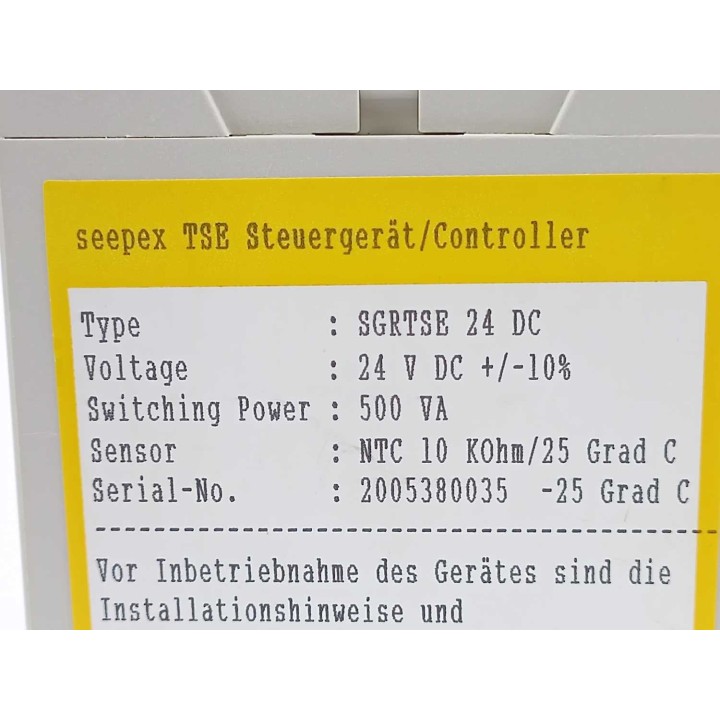 seepex TSE Steuergerät/Controller
Type : SGRTSE 24 DC
Voltage : 24 V DC +/-10%
Switching Power : 500 VA
Sensor : NTC 10 KOhm/25 Grad C
Serial-No. : 2005380035 -25 Grad C
Vor Inbetriebnahme des Gerätes sind die
Installationshinweise und